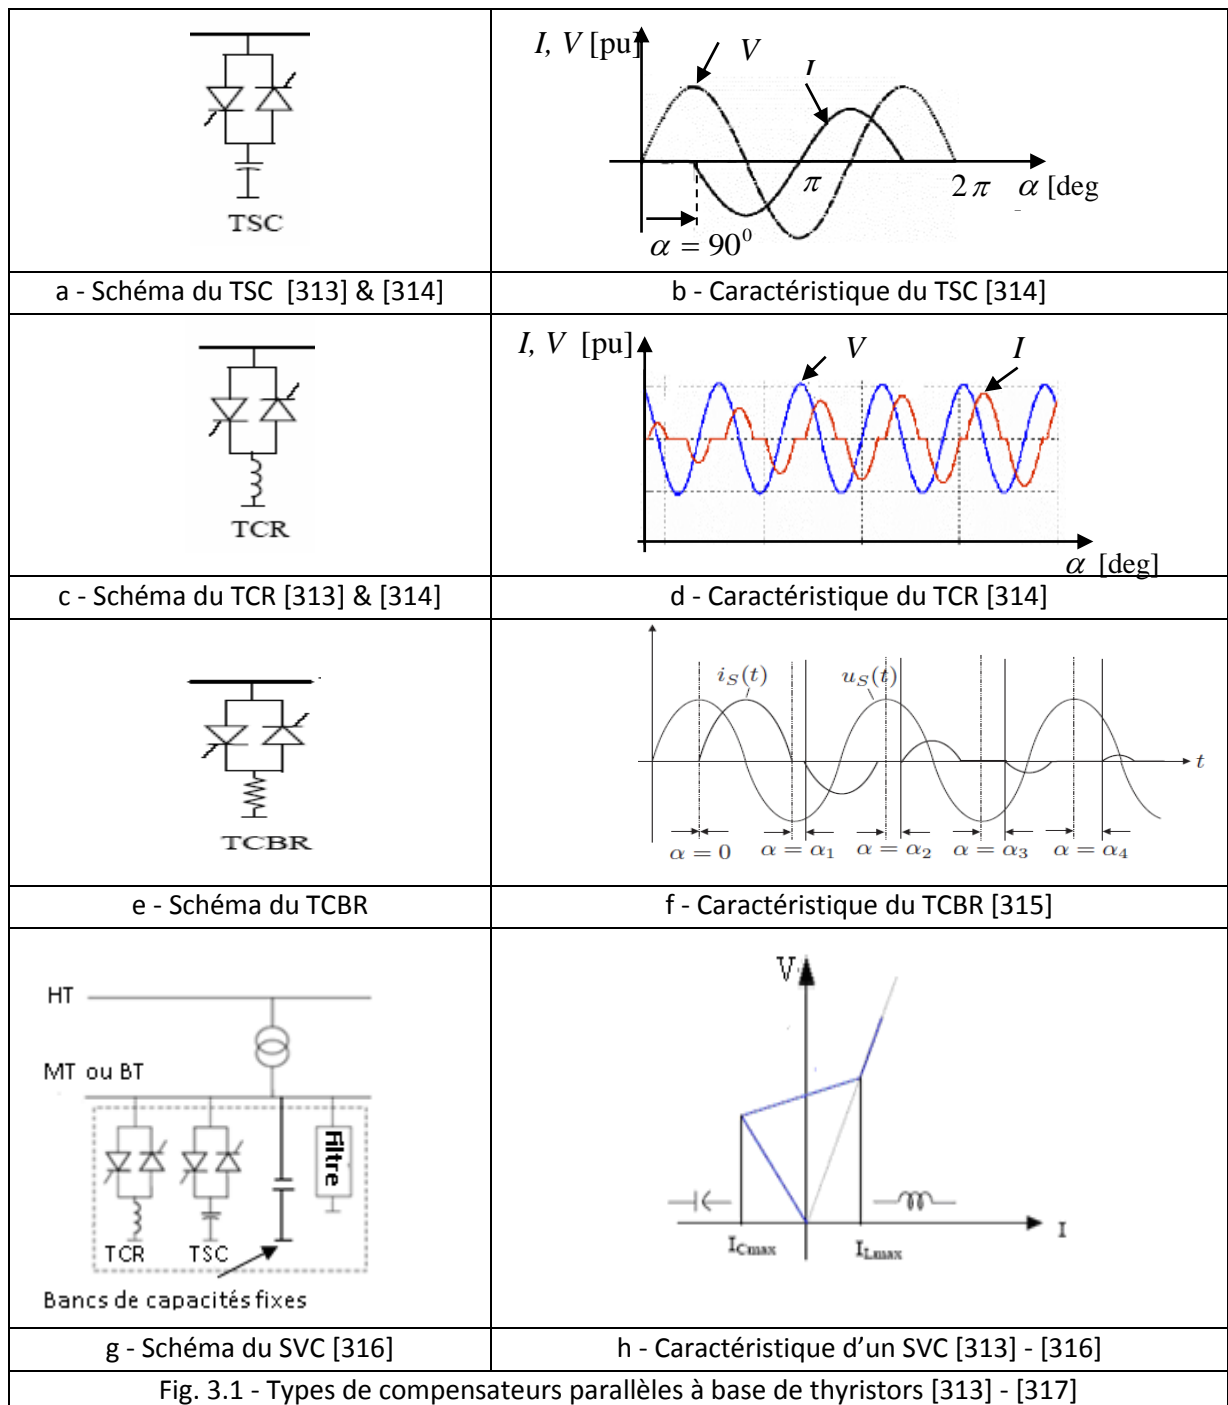 TSC
I, V [pu]
V
I
π
2 π
α [deg
α = 90⁰
a - Schéma du TSC [313] & [314]
b - Caractéristique du TSC [314]
TCR
I, V [pu]
V
I
α [deg]
c - Schéma du TCR [313] & [314]
d - Caractéristique du TCR [314]
TCBR
i_S(t)
u_S(t)
t
α = 0
α = α₁
α = α₂
α = α₃
α = α₄
e - Schéma du TCBR
f - Caractéristique du TCBR [315]
HT
MT ou BT
Filtre
TCR
TSC
Bancs de capacités fixes
V
I
I_Cmax
I_Lmax
g - Schéma du SVC [316]
h - Caractéristique d’un SVC [313] - [316]
Fig. 3.1 - Types de compensateurs parallèles à base de thyristors [313] - [317]